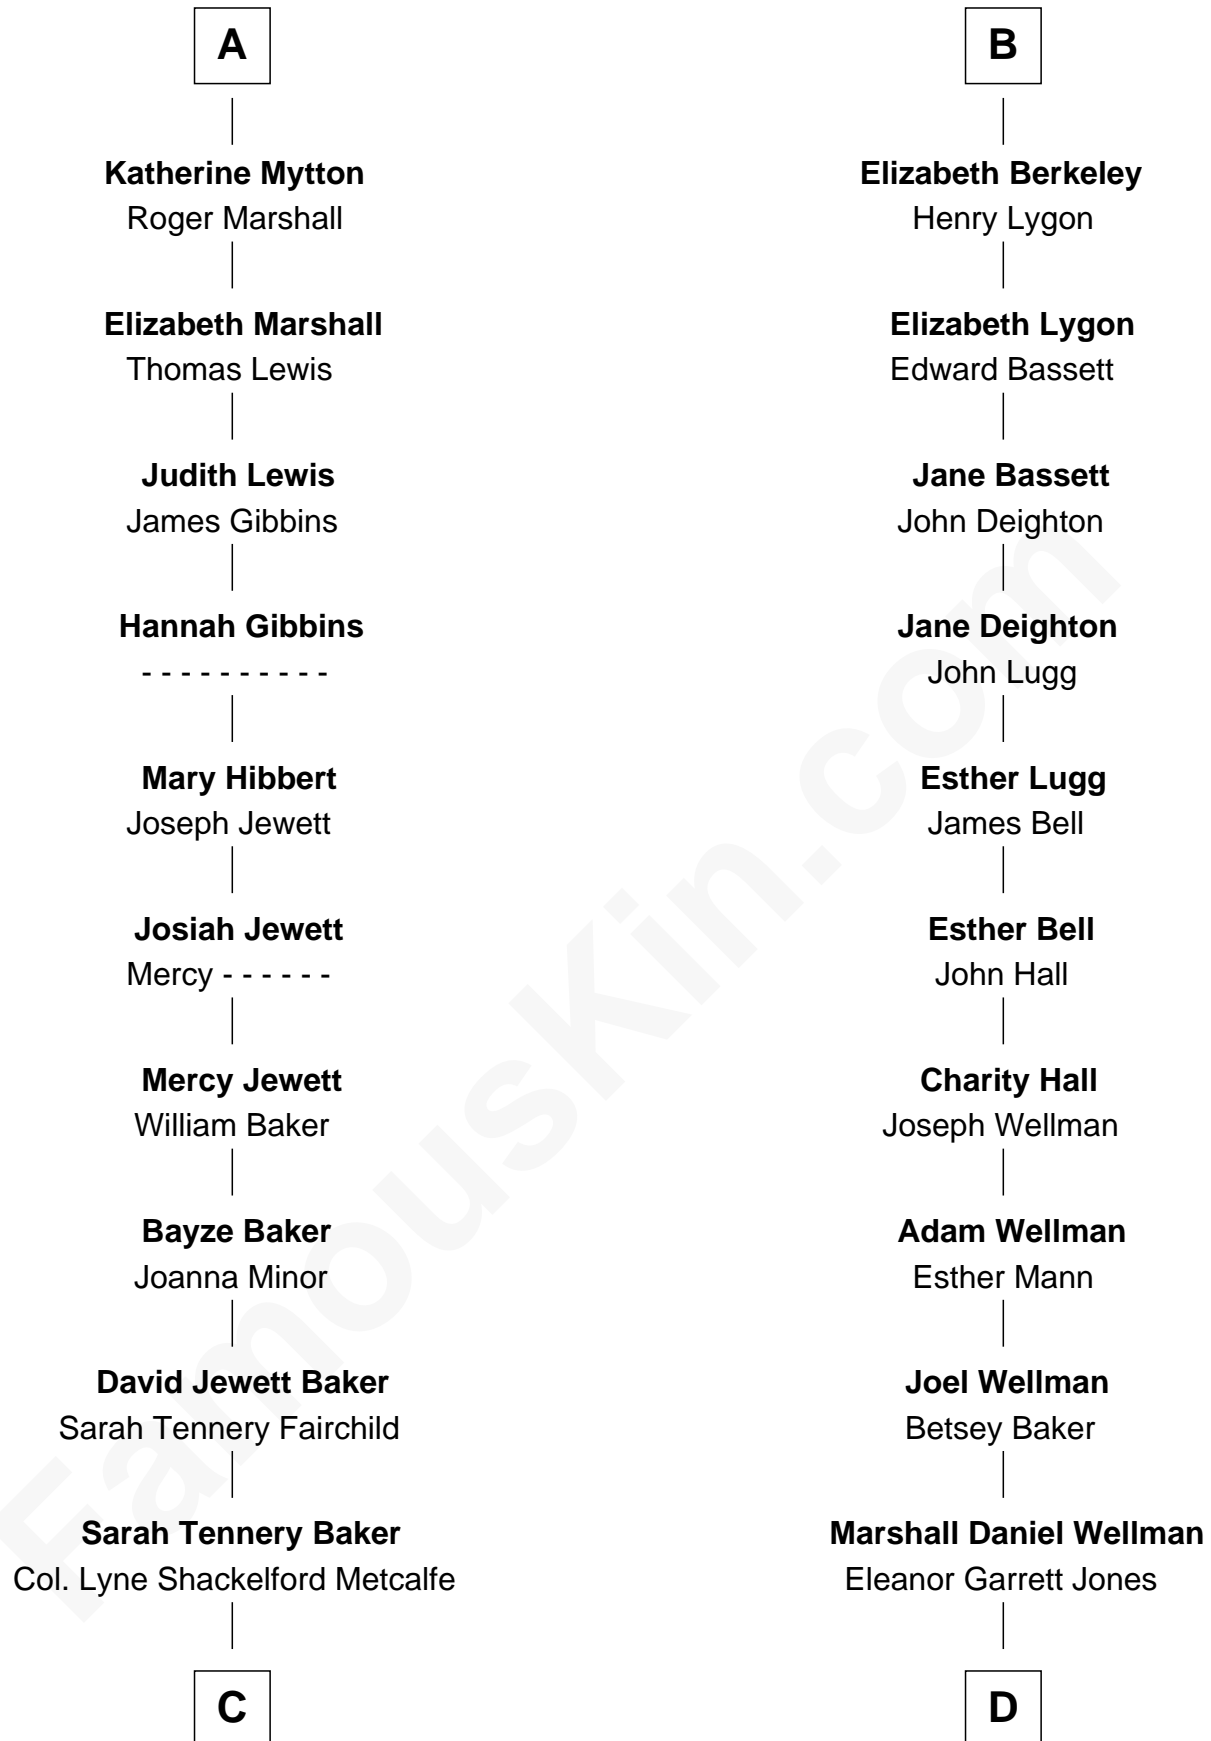 A
Katherine Mytton
Roger Marshall
Elizabeth Marshall
Thomas Lewis
Judith Lewis
James Gibbins
Hannah Gibbins
- - - - - - - - - -
Mary Hibbert
Joseph Jewett
Josiah Jewett
Mercy - - - - - -
Mercy Jewett
William Baker
Bayze Baker
Joanna Minor
David Jewett Baker
Sarah Tennery Fairchild
Sarah Tennery Baker
Col. Lyne Shackelford Metcalfe
C
B
Elizabeth Berkeley
Henry Lygon
Elizabeth Lygon
Edward Bassett
Jane Bassett
John Deighton
Jane Deighton
John Lugg
Esther Lugg
James Bell
Esther Bell
John Hall
Charity Hall
Joseph Wellman
Adam Wellman
Esther Mann
Joel Wellman
Betsey Baker
Marshall Daniel Wellman
Eleanor Garrett Jones
D
FamousKin.com